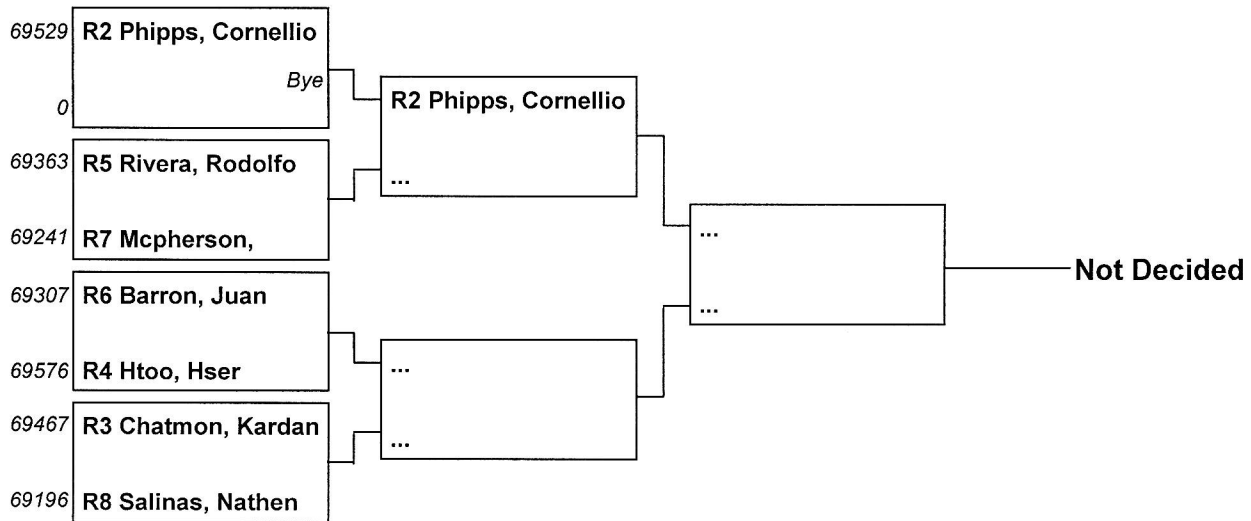 69529 R2 Phipps, Cornellio
Bye
0
R2 Phipps, Cornellio
69363 R5 Rivera, Rodolfo
...
69241 R7 Mcpherson,
...
Not Decided
69307 R6 Barron, Juan
...
69576 R4 Htoo, Hser
...
69467 R3 Chatmon, Kardan
...
69196 R8 Salinas, Nathen